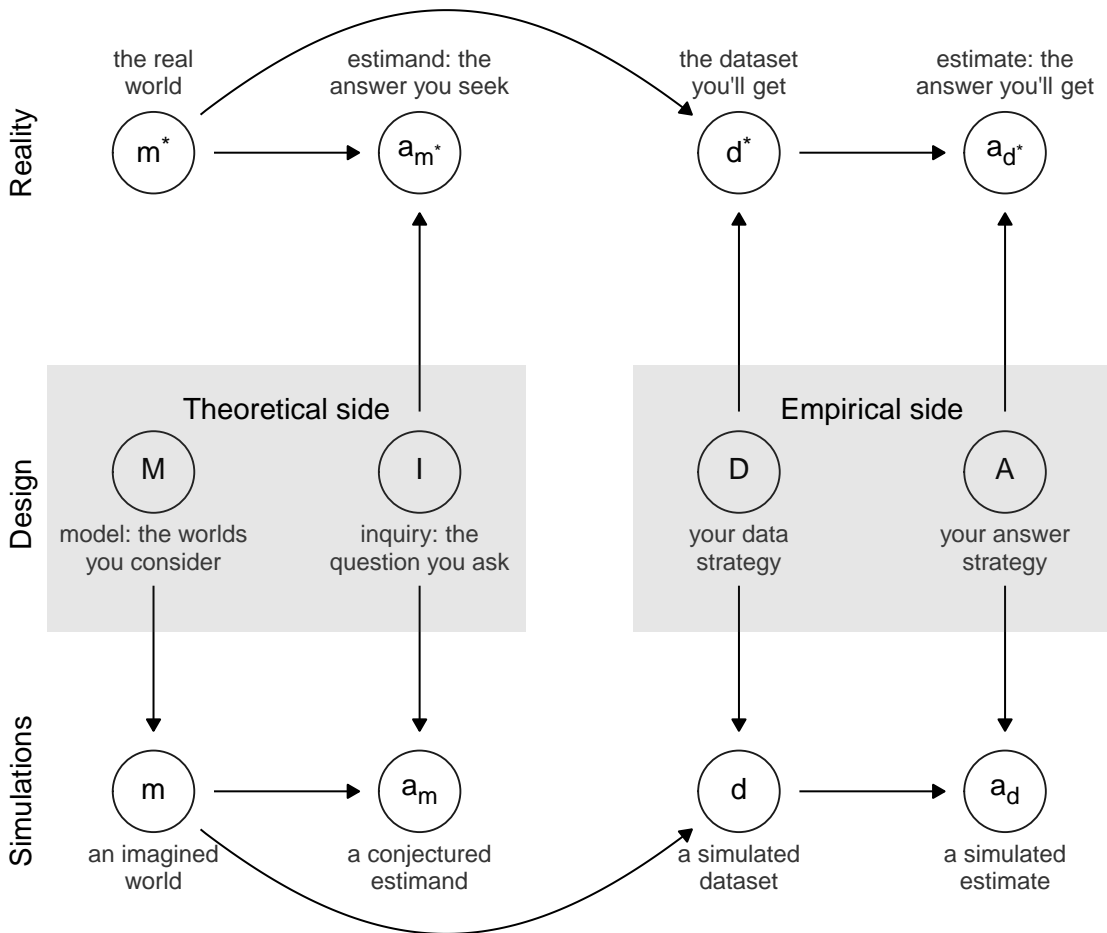 Reality
the real
world
estimand: the
answer you seek
the dataset
you'll get
estimate: the
answer you'll get
m*
a_m*
d*
a_d*
Design
Theoretical side
Empirical side
M
I
D
A
model: the worlds
you consider
inquiry: the
question you ask
your data
strategy
your answer
strategy
Simulations
m
a_m
d
a_d
an imagined
world
a conjectured
estimand
a simulated
dataset
a simulated
estimate